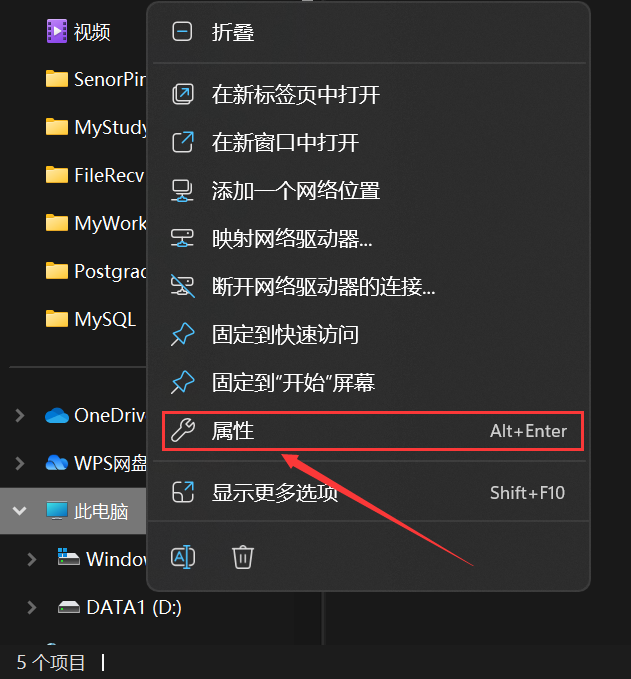 视频
SenorPin
MyStudy
FileRecv
MyWork
Postgrad
MySQL
OneDriv
WPS网盘
此电脑
Window
DATA1 (D:)
5 个项目
折叠
在新标签页中打开
在新窗口中打开
添加一个网络位置
映射网络驱动器...
断开网络驱动器的连接...
固定到快速访问
固定到"开始"屏幕
属性 Alt+Enter
显示更多选项 Shift+F10